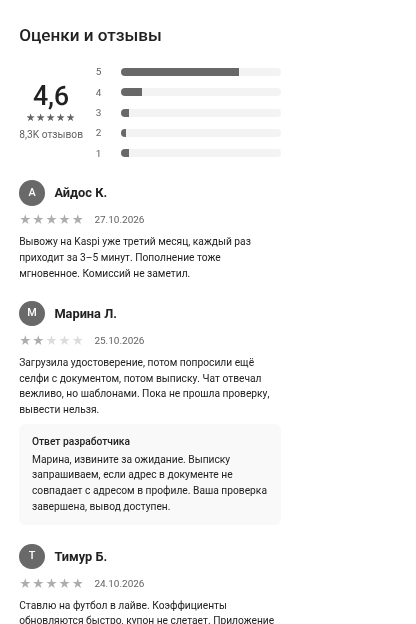 Оценки и отзывы
4,6
★★★★★
8,3K отзывов
5
4
3
2
1
А
Айдос К.
★★★★★ 27.10.2026
Вывожу на Kaspi уже третий месяц, каждый раз
приходит за 3–5 минут. Пополнение тоже
мгновенное. Комиссий не заметил.
М
Марина Л.
★★★★★ 25.10.2026
Загрузила удостоверение, потом попросили ещё
селфи с документом, потом выписку. Чат отвечал
вежливо, но шаблонами. Пока не прошла проверку,
вывести нельзя.
Ответ разработчика
Марина, извините за ожидание. Выписку
запрашиваем, если адрес в документе не
совпадает с адресом в профиле. Ваша проверка
завершена, вывод доступен.
Т
Тимур Б.
★★★★★ 24.10.2026
Ставлю на футбол в лайве. Коэффициенты
обновляются быстро, купон не слетает. Приложение